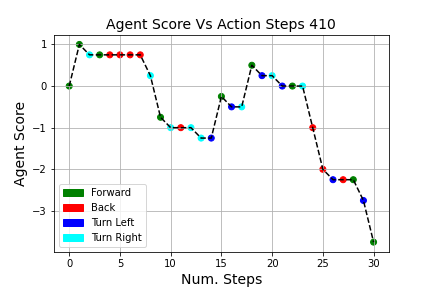 Agent Score Vs Action Steps 410
Agent Score
1
0
−1
−2
−3
Forward
Back
Turn Left
Turn Right
0 5 10 15 20 25 30
Num. Steps